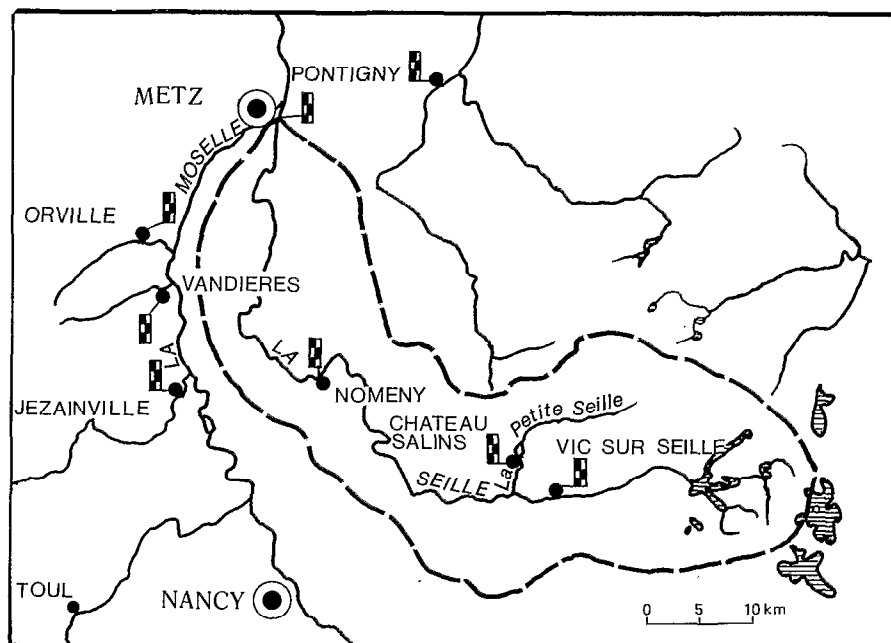 PONTIGNY
METZ
MOSELLE
ORVILLE
VANDIERES
LA
JEZAINVILLE
LA
NOMENY
CHATEAU
SALINS
Petite Seille
La
VIC SUR SEILLE
SEILLE
TOUL
NANCY
0 5 10 km